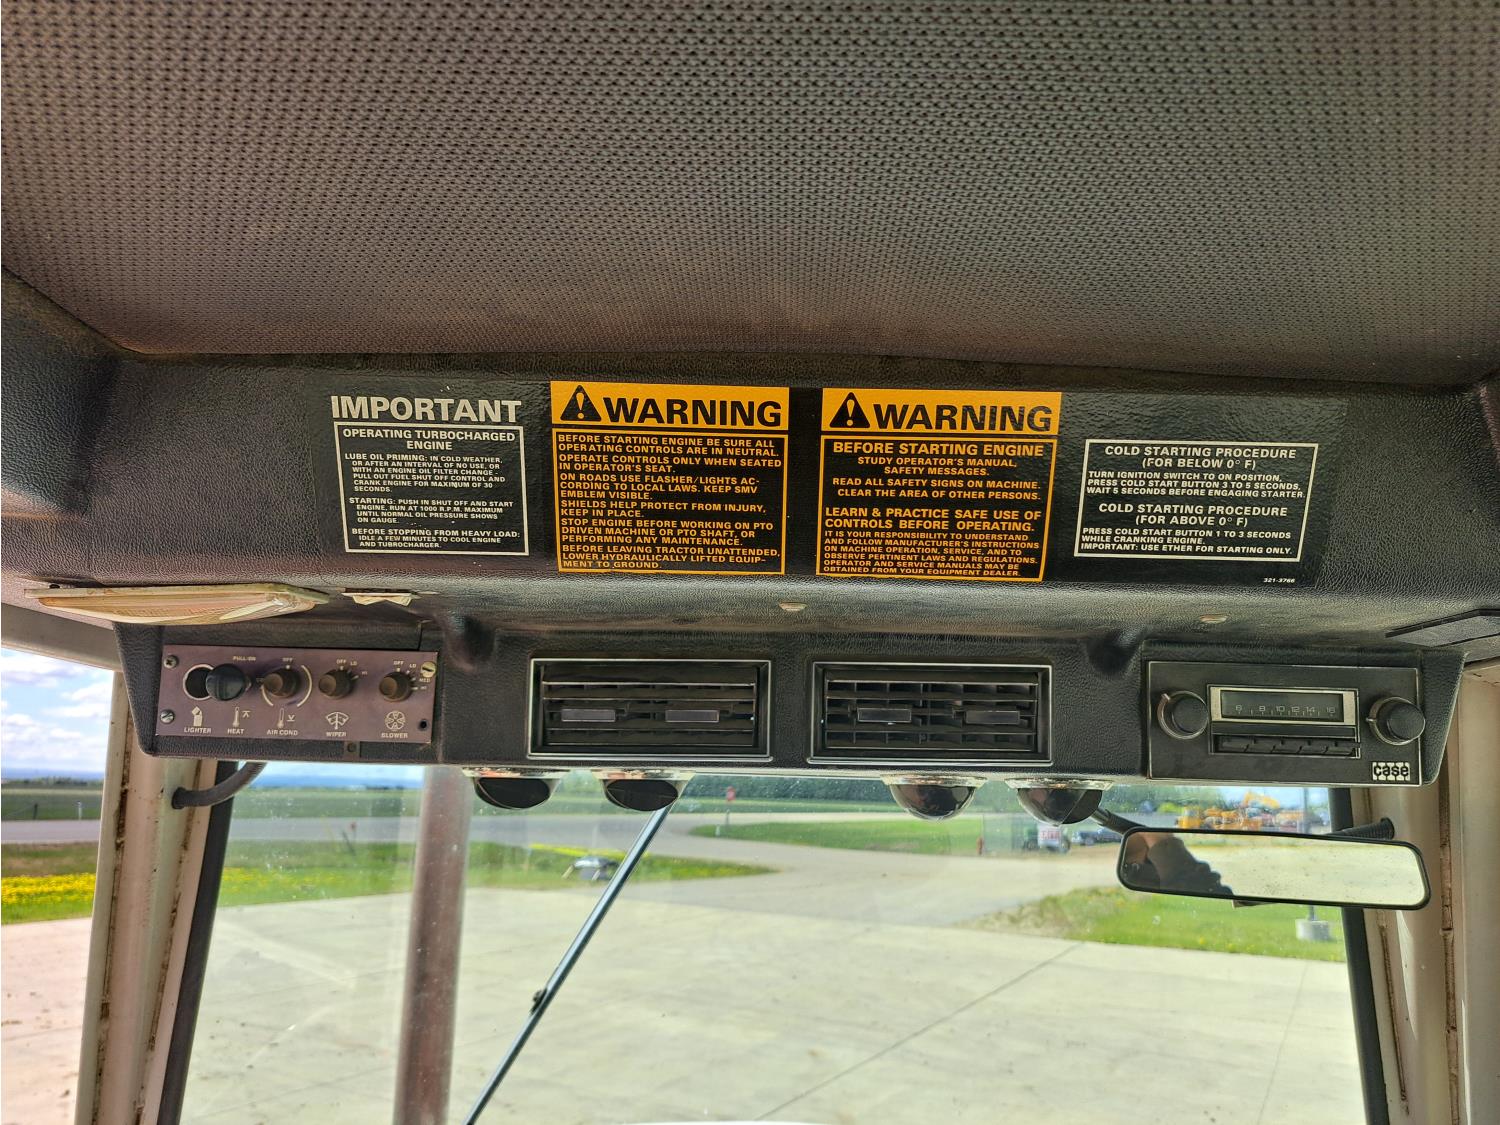 IMPORTANT
OPERATING TURBOCHARGED
ENGINE
LUBE OIL PRIMING: IN COLD WEATHER,
OR AFTER AN INTERVAL OF NO USE, OR
WITH AN ENGINE OIL FILTER CHANGE -
PULL OUT FUEL SHUT OFF CONTROL AND
CRANK ENGINE FOR MAXIMUM OF 30
SECONDS.
STARTING: PUSH IN SHUT OFF AND START
ENGINE. RUN AT 1000 R.P.M. MAXIMUM
UNTIL NORMAL OIL PRESSURE SHOWS
ON GAUGE.
BEFORE STOPPING FROM HEAVY LOAD:
IDLE A FEW MINUTES TO COOL ENGINE
AND TUBROCHARGER.
WARNING
BEFORE STARTING ENGINE BE SURE ALL
OPERATING CONTROLS ARE IN NEUTRAL.
OPERATE CONTROLS ONLY WHEN SEATED
IN OPERATOR'S SEAT.
ON ROADS USE FLASHER/LIGHTS AC-
CORDING TO LOCAL LAWS. KEEP SMV
EMBLEM VISIBLE.
SHIELDS HELP PROTECT FROM INJURY,
KEEP IN PLACE.
STOP ENGINE BEFORE WORKING ON PTO
DRIVEN MACHINE OR PTO SHAFT, OR
PERFORMING ANY MAINTENANCE.
BEFORE LEAVING TRACTOR UNATTENDED,
LOWER HYDRAULICALLY LIFTED EQUIP-
MENT TO GROUND.
WARNING
BEFORE STARTING ENGINE
STUDY OPERATOR'S MANUAL,
SAFETY MESSAGES.
READ ALL SAFETY SIGNS ON MACHINE.
CLEAR THE AREA OF OTHER PERSONS.
LEARN & PRACTICE SAFE USE OF
CONTROLS BEFORE OPERATING.
IT IS YOUR RESPONSIBILITY TO UNDERSTAND
AND FOLLOW MANUFACTURER'S INSTRUCTIONS
ON MACHINE OPERATION, SERVICE, AND TO
OBSERVE PERTINENT LAWS AND REGULATIONS.
OPERATOR AND SERVICE MANUALS MAY BE
OBTAINED FROM YOUR EQUIPMENT DEALER.
COLD STARTING PROCEDURE
(FOR BELOW 0° F)
TURN IGNITION SWITCH TO ON POSITION,
PRESS COLD START BUTTON 3 TO 5 SECONDS,
WAIT 5 SECONDS BEFORE ENGAGING STARTER.
COLD STARTING PROCEDURE
(FOR ABOVE 0° F)
PRESS COLD START BUTTON 1 TO 3 SECONDS
WHILE CRANKING ENGINE.
IMPORTANT: USE ETHER FOR STARTING ONLY.
321-3766
PULL-ON
OFF
OFF LO
HI
OFF LO
MED
HI
LIGHTER HEAT AIR COND WIPER BLOWER
6 8 10 12 14 16
case